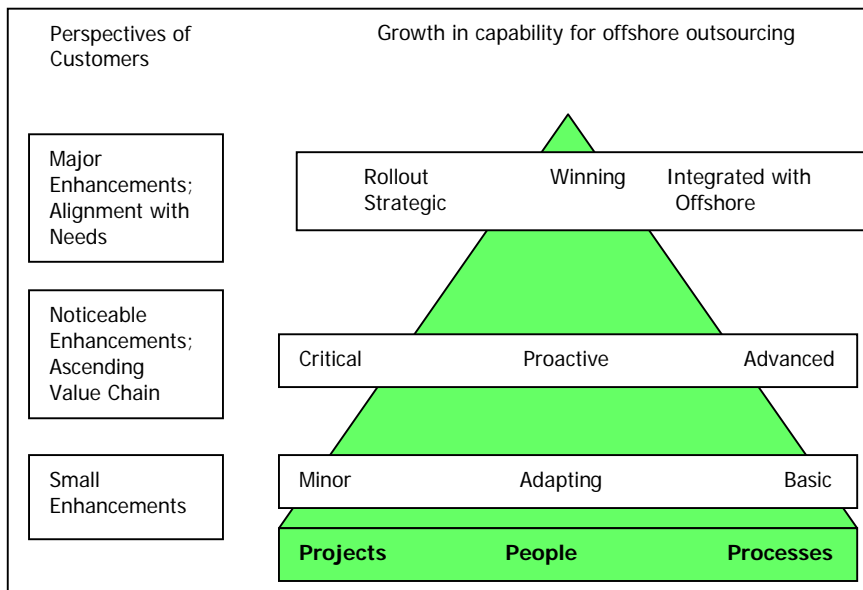 Perspectives of
Customers
Growth in capability for offshore outsourcing
Major
Enhancements;
Alignment with
Needs
Rollout Winning Integrated with
Strategic Offshore
Noticeable
Enhancements;
Ascending
Value Chain
Critical Proactive Advanced
Small
Enhancements
Minor Adapting Basic
Projects People Processes